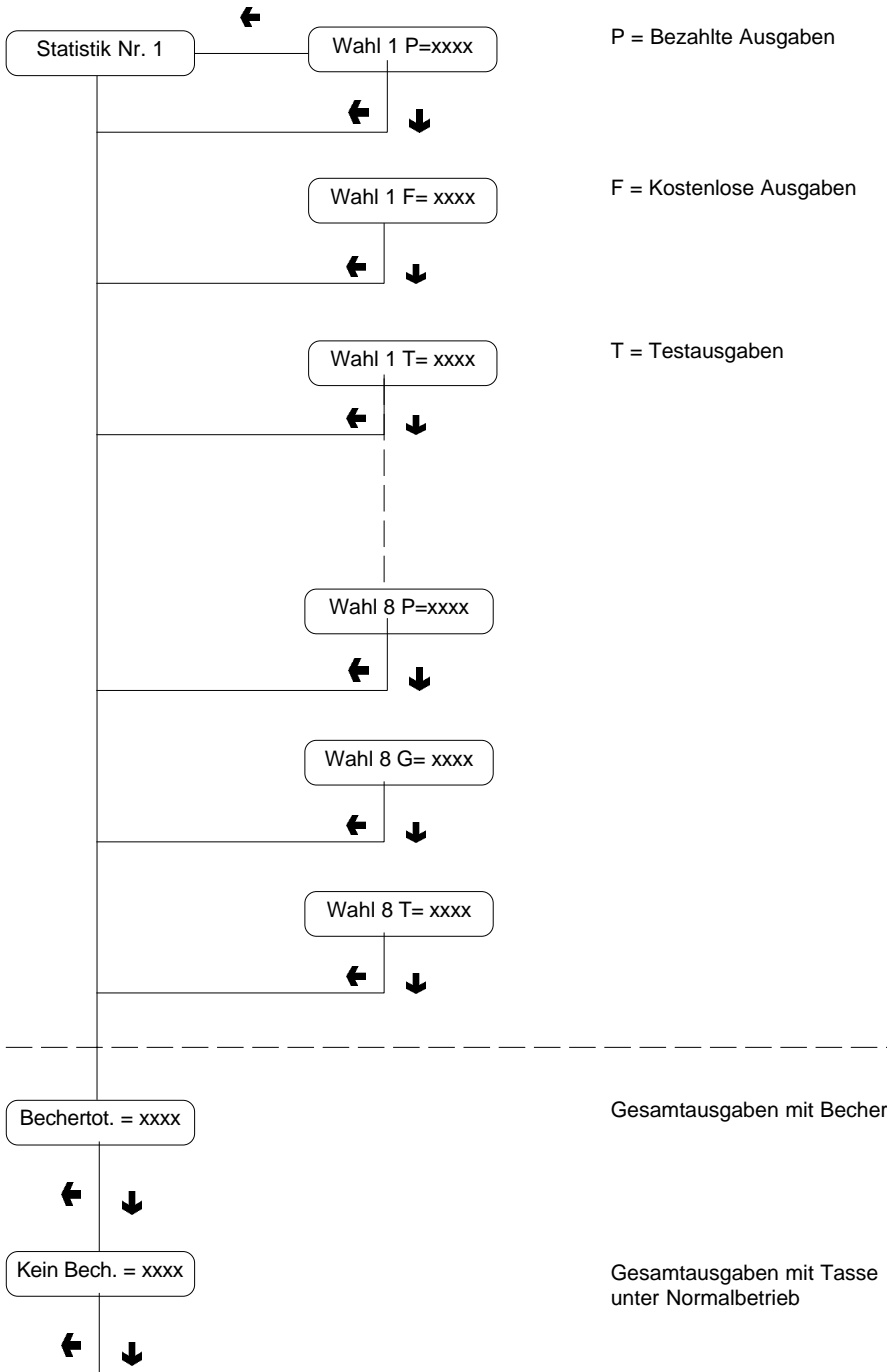 Statistik Nr. 1
Wahl 1 P=xxxx
P = Bezahlte Ausgaben
Wahl 1 F= xxxx
F = Kostenlose Ausgaben
Wahl 1 T= xxxx
T = Testausgaben
Wahl 8 P=xxxx
Wahl 8 G= xxxx
Wahl 8 T= xxxx
Bechertot. = xxxx
Gesamtausgaben mit Becher
Kein Bech. = xxxx
Gesamtausgaben mit Tasse
unter Normalbetrieb